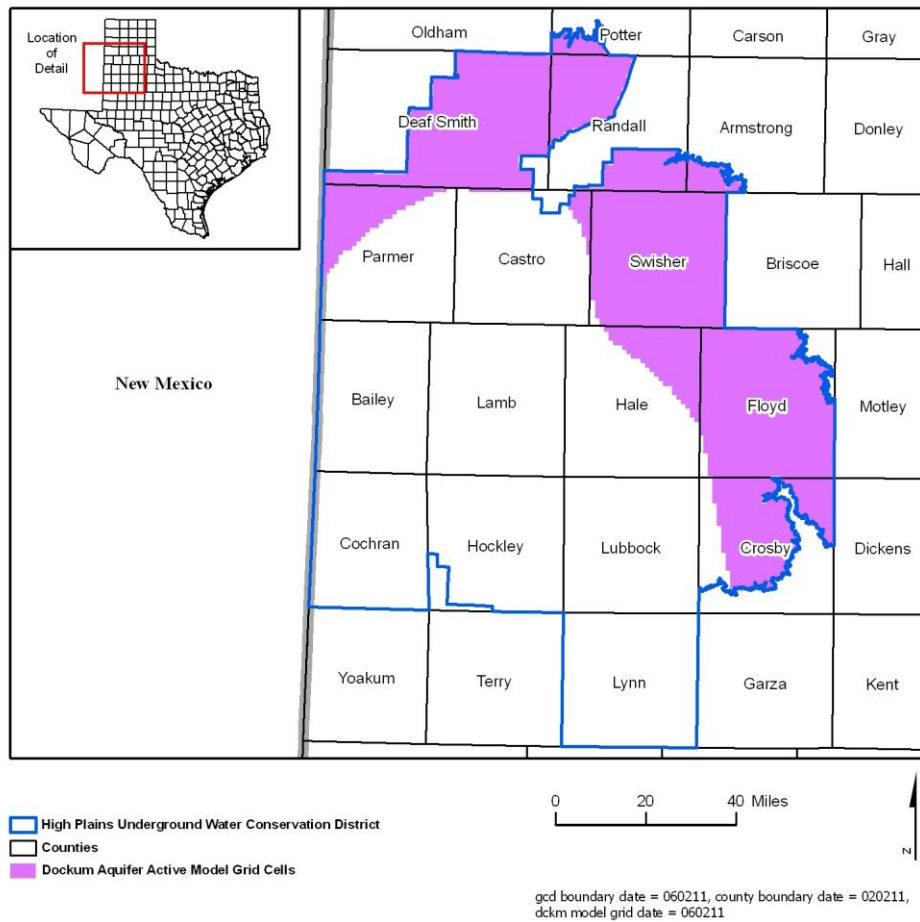 Location
of
Detail
Oldham
Potter
Carson
Gray
Deaf Smith
Randall
Armstrong
Donley
Parmer
Castro
Swisher
Briscoe
Hall
New Mexico
Bailey
Lamb
Hale
Floyd
Motley
Cochran
Hockley
Lubbock
Crosby
Dickens
Yoakum
Terry
Lynn
Garza
Kent
High Plains Underground Water Conservation District
Counties
Dockum Aquifer Active Model Grid Cells
0 20 40 Miles
N
gcd boundary date = 060211, county boundary date = 020211,
dckm model grid date = 060211